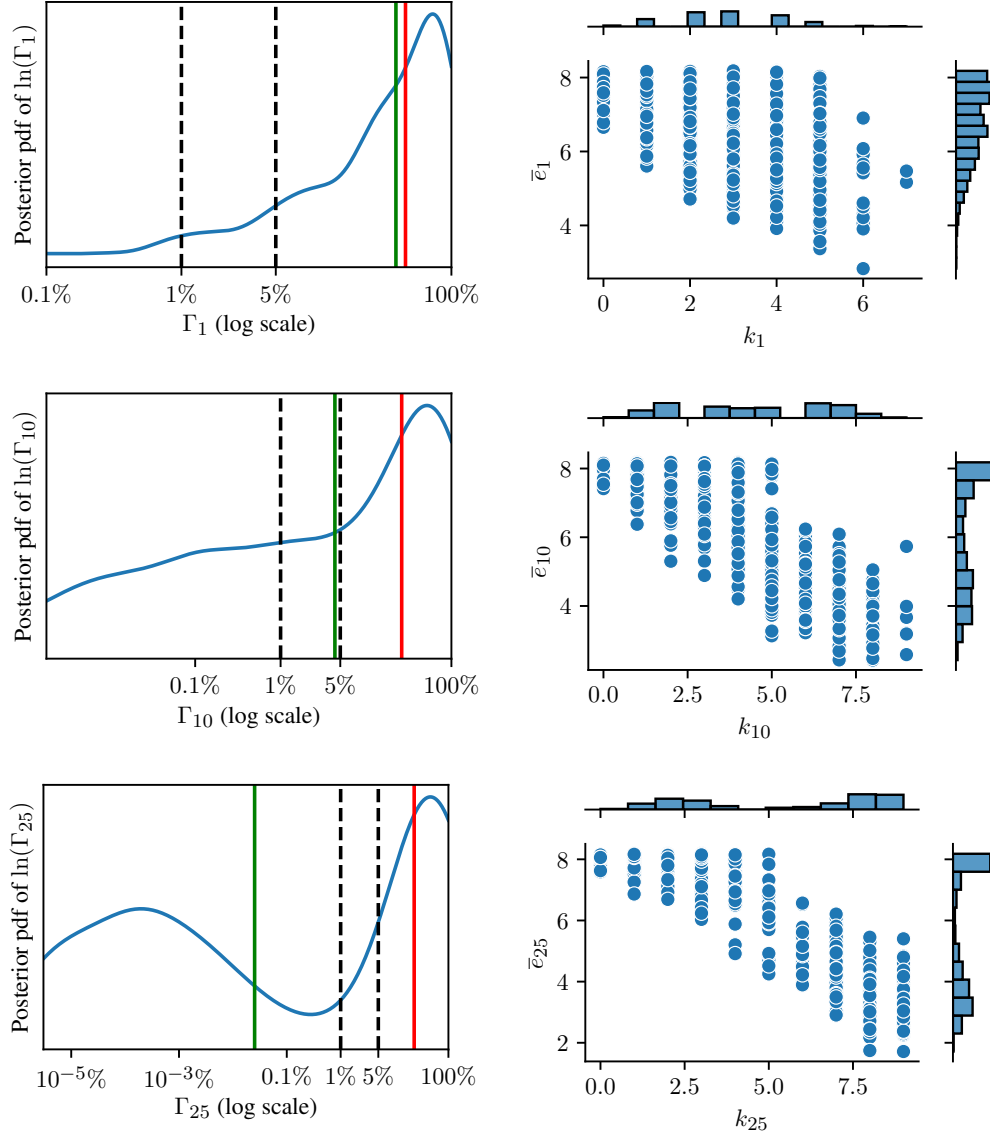 Posterior pdf of ln(Γ₁)
0.1% 1% 5% 100%
Γ₁ (log scale)
8
6
4
ē₁
0 2 4 6
k₁
Posterior pdf of ln(Γ₁₀)
0.1% 1% 5% 100%
Γ₁₀ (log scale)
8
6
4
ē₁₀
0.0 2.5 5.0 7.5
k₁₀
Posterior pdf of ln(Γ₂₅)
10⁻⁵% 10⁻³% 0.1% 1% 5% 100%
Γ₂₅ (log scale)
8
6
4
2
ē₂₅
0.0 2.5 5.0 7.5
k₂₅